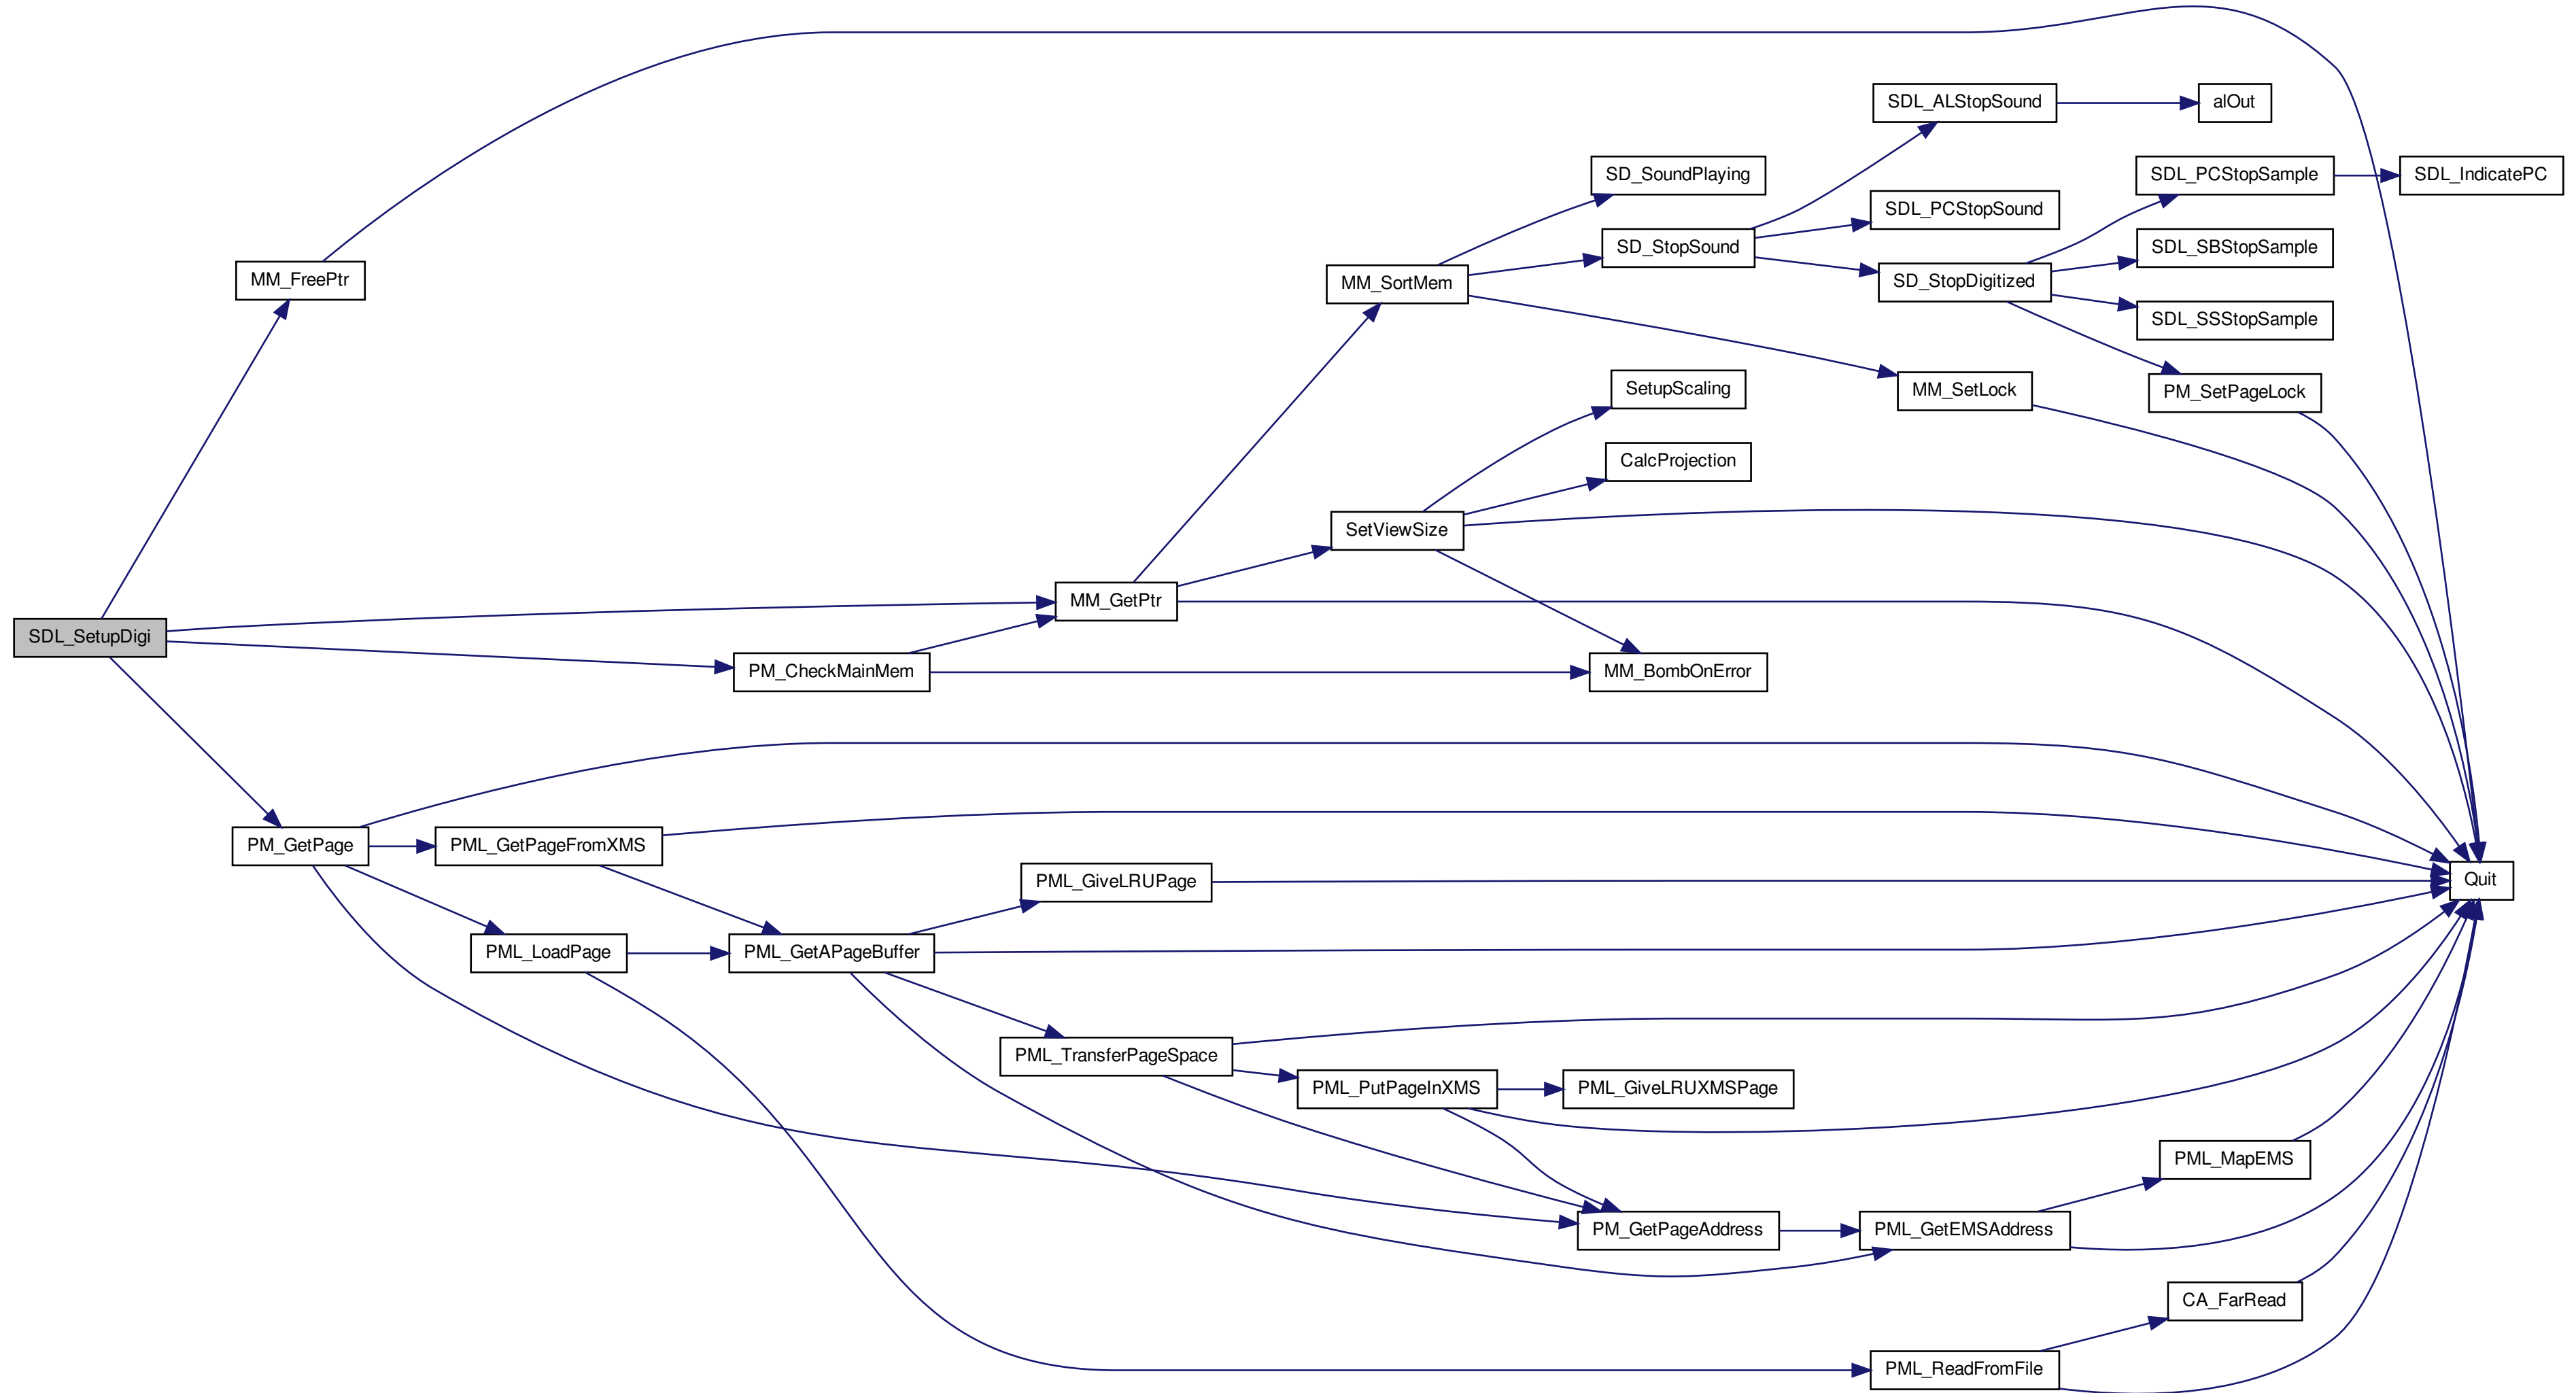 SDL_ALStopSound
alOut
SD_SoundPlaying
SDL_PCStopSample
SDL_IndicatePC
SDL_PCStopSound
SD_StopSound
SDL_SBStopSample
MM_FreePtr
MM_SortMem
SD_StopDigitized
SDL_SSStopSample
SetupScaling
MM_SetLock
PM_SetPageLock
CalcProjection
SetViewSize
MM_GetPtr
SDL_SetupDigi
PM_CheckMainMem
MM_BombOnError
PM_GetPage
PML_GetPageFromXMS
PML_GiveLRUPage
Quit
PML_LoadPage
PML_GetAPageBuffer
PML_TransferPageSpace
PML_PutPageInXMS
PML_GiveLRUXMSPage
PML_MapEMS
PM_GetPageAddress
PML_GetEMSAddress
CA_FarRead
PML_ReadFromFile